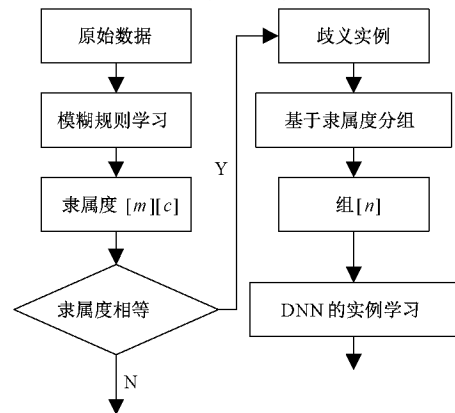 原始数据
模糊规则学习
隶属度 [m][c]
隶属度相等
N
Y
歧义实例
基于隶属度分组
组[n]
DNN的实例学习